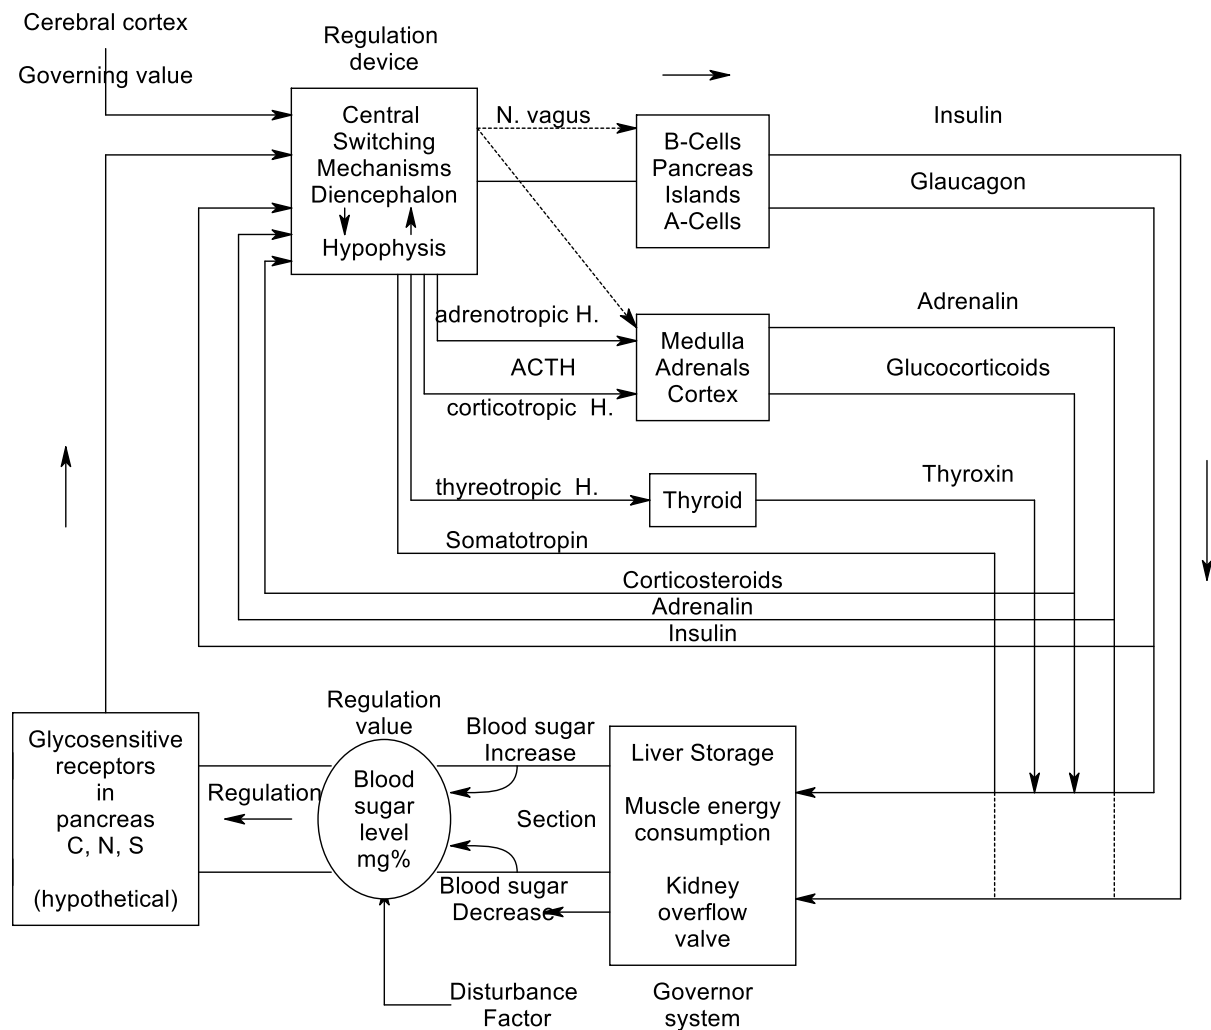 Cerebral cortex
Governing value
Regulation
device
Central
Switching
Mechanisms
Diencephalon
Hypophysis
N. vagus
B-Cells
Pancreas
Islands
A-Cells
Insulin
Glaucagon
adrenotropic H.
ACTH
corticotropic H.
Medulla
Adrenals
Cortex
Adrenalin
Glucocorticoids
thyreotropic H.
Thyroid
Thyroxin
Somatotropin
Corticosteroids
Adrenalin
Insulin
Glycosensitive
receptors
in
pancreas
C, N, S
(hypothetical)
Regulation
Regulation
value
Blood
sugar
level
mg%
Blood sugar
Increase
Section
Blood sugar
Decrease
Liver Storage
Muscle energy
consumption
Kidney
overflow
valve
Disturbance
Factor
Governor
system